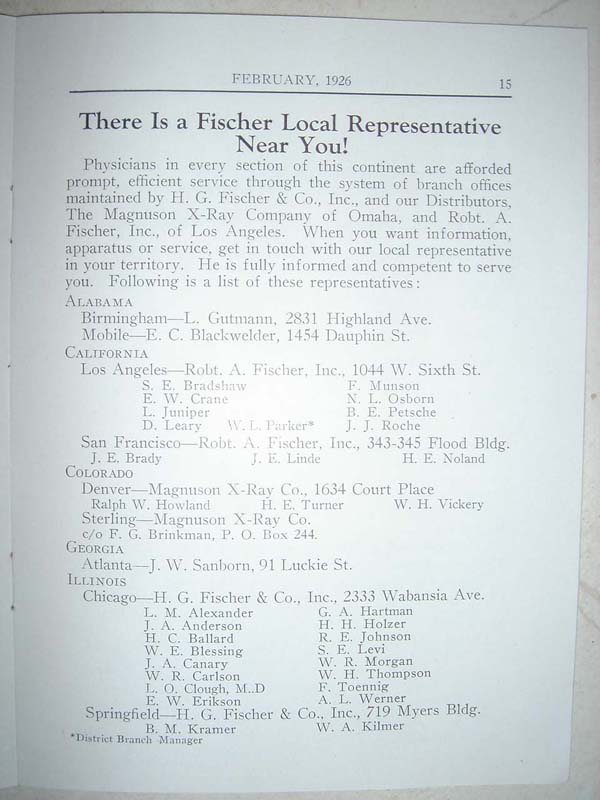 FEBRUARY, 1926 15
There Is a Fischer Local Representative
Near You!
Physicians in every section of this continent are afforded
prompt, efficient service through the system of branch offices
maintained by H. G. Fischer & Co., Inc., and our Distributors,
The Magnuson X-Ray Company of Omaha, and Robt. A.
Fischer, Inc., of Los Angeles. When you want information,
apparatus or service, get in touch with our local representative
in your territory. He is fully informed and competent to serve
you. Following is a list of these representatives:
ALABAMA
Birmingham—L. Gutmann, 2831 Highland Ave.
Mobile—E. C. Blackwelder, 1454 Dauphin St.
CALIFORNIA
Los Angeles—Robt. A. Fischer, Inc., 1044 W. Sixth St.
S. E. Bradshaw F. Munson
E. W. Crane N. L. Osborn
L. Juniper B. E. Petsche
D. Leary W. L. Parker* J. J. Roche
San Francisco—Robt. A. Fischer, Inc., 343-345 Flood Bldg.
J. E. Brady J. E. Linde H. E. Noland
COLORADO
Denver—Magnuson X-Ray Co., 1634 Court Place
Ralph W. Howland H. E. Turner W. H. Vickery
Sterling—Magnuson X-Ray Co.
c/o F. G. Brinkman, P. O. Box 244.
GEORGIA
Atlanta—J. W. Sanborn, 91 Luckie St.
ILLINOIS
Chicago—H. G. Fischer & Co., Inc., 2333 Wabansia Ave.
L. M. Alexander G. A. Hartman
J. A. Anderson H. H. Holzer
H. C. Ballard R. E. Johnson
W. E. Blessing S. E. Levi
J. A. Canary W. R. Morgan
W. R. Carlson W. H. Thompson
L. O. Clough, M..D F. Toennig
E. W. Erikson A. L. Werner
Springfield—H. G. Fischer & Co., Inc., 719 Myers Bldg.
B. M. Kramer W. A. Kilmer
*District Branch Manager